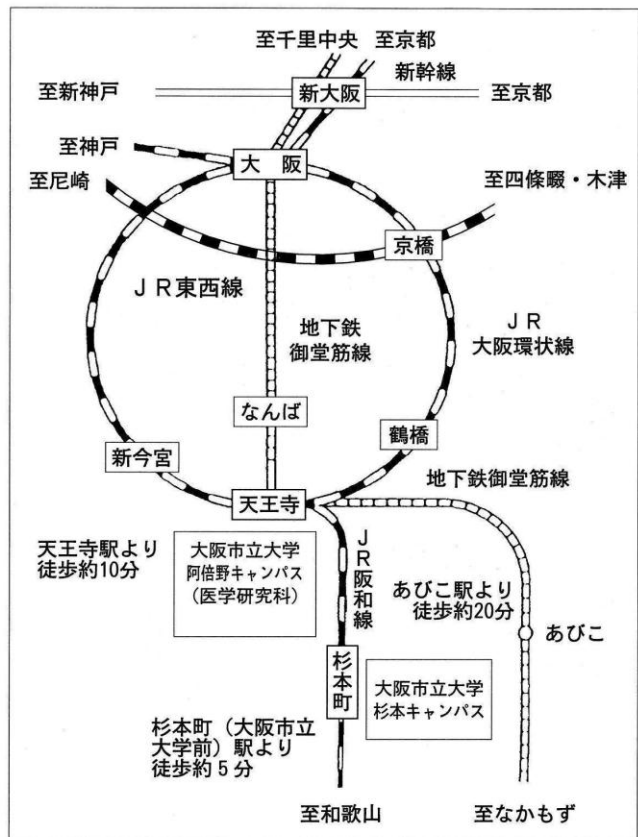 至千里中央 至京都
新幹線
至新神戸
新大阪
至京都
至神戸
大 阪
至尼崎
至四條畷・木津
京橋
JR東西線
地下鉄
御堂筋線
JR
大阪環状線
なんば
鶴橋
新今宮
地下鉄御堂筋線
天王寺
天王寺駅より
徒歩約10分
大阪市立大学
阿倍野キャンパス
(医学研究科)
JR阪和線
あびこ駅より
徒歩約20分
あびこ
杉本町
大阪市立大学
杉本キャンパス
杉本町(大阪市立
大学前)駅より
徒歩約5分
至和歌山
至なかもず